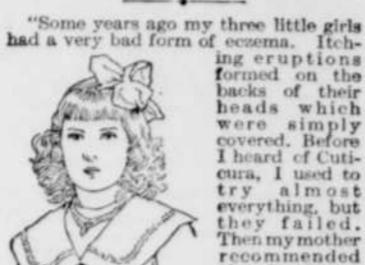 "Some years ago my three little girls
had a very bad form of eczema. Itch-
ing eruptions
formed on the
backs of their
heads which
were simply
covered. Before
I heard of Cuti-
cura, I used to
try almost
everything, but
they failed.
Then my mother
recommended